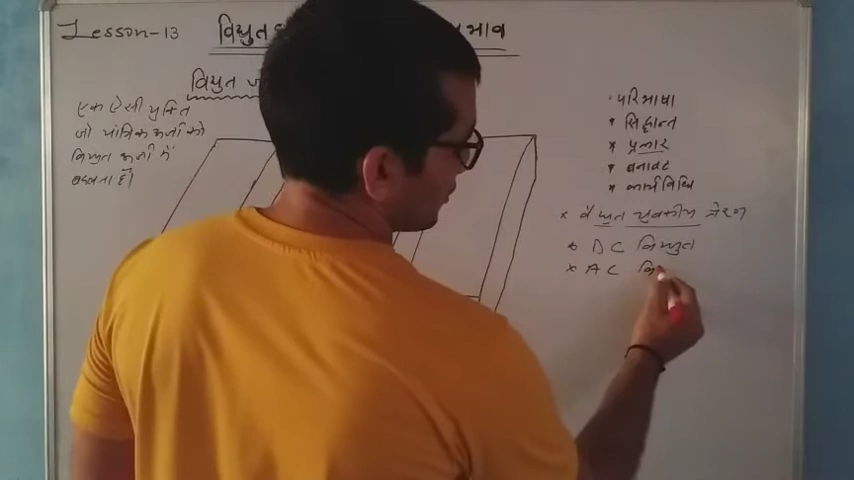 Lesson-13 विद्युत भाव
विद्युत ज
एक ऐसी युक्ति
जो यांत्रिक ऊर्जा को
विद्युत ऊर्जा में
बदलता है।
परिभाषा
* सिद्धान्त
* प्रकार
* बनावट
* कार्यविधि
* वैद्युत चुम्बकीय प्रेरण
* DC विद्युत
* AC वि